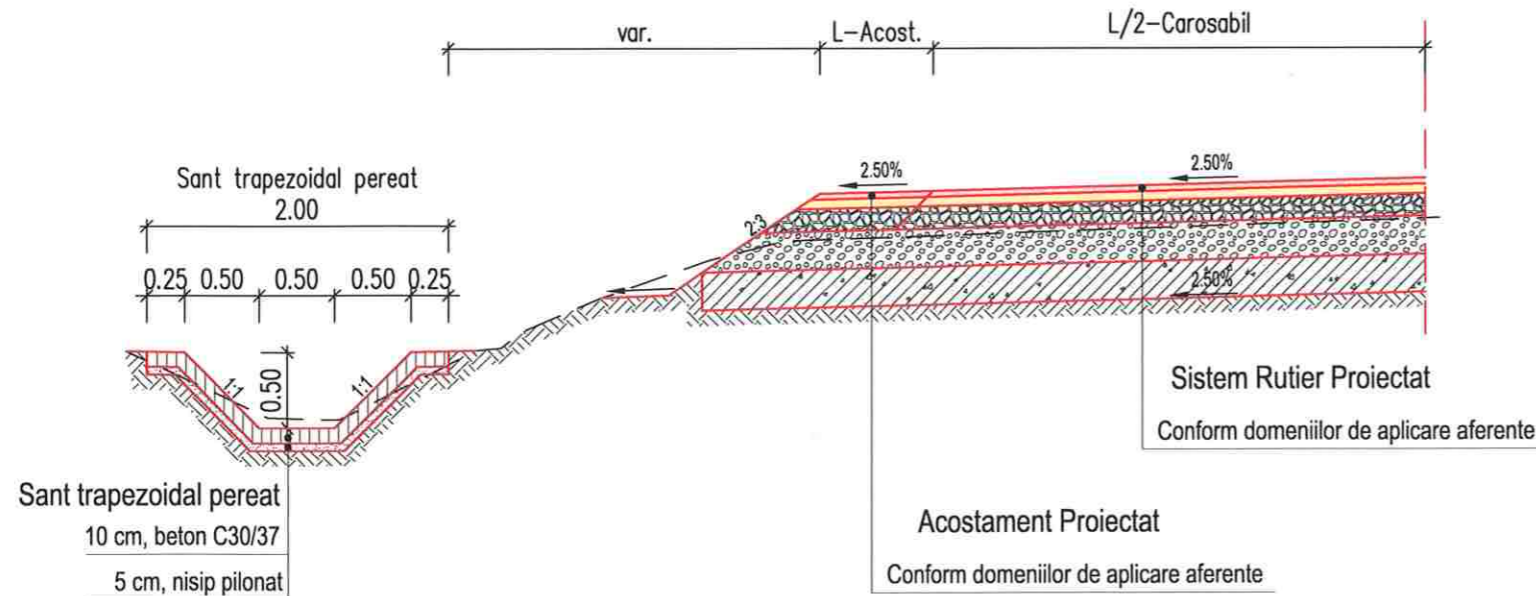 var.
L-Acost.
L/2-Carosabil
Sant trapezoidal pereat
2.00
0.25 0.50 0.50 0.50 0.25
2.50%
2.50%
2:3
2.50%
1:1
0.50
1:1
Sistem Rutier Proiectat
Conform domeniilor de aplicare aferente
Sant trapezoidal pereat
10 cm, beton C30/37
5 cm, nisip pilonat
Acostament Proiectat
Conform domeniilor de aplicare aferente